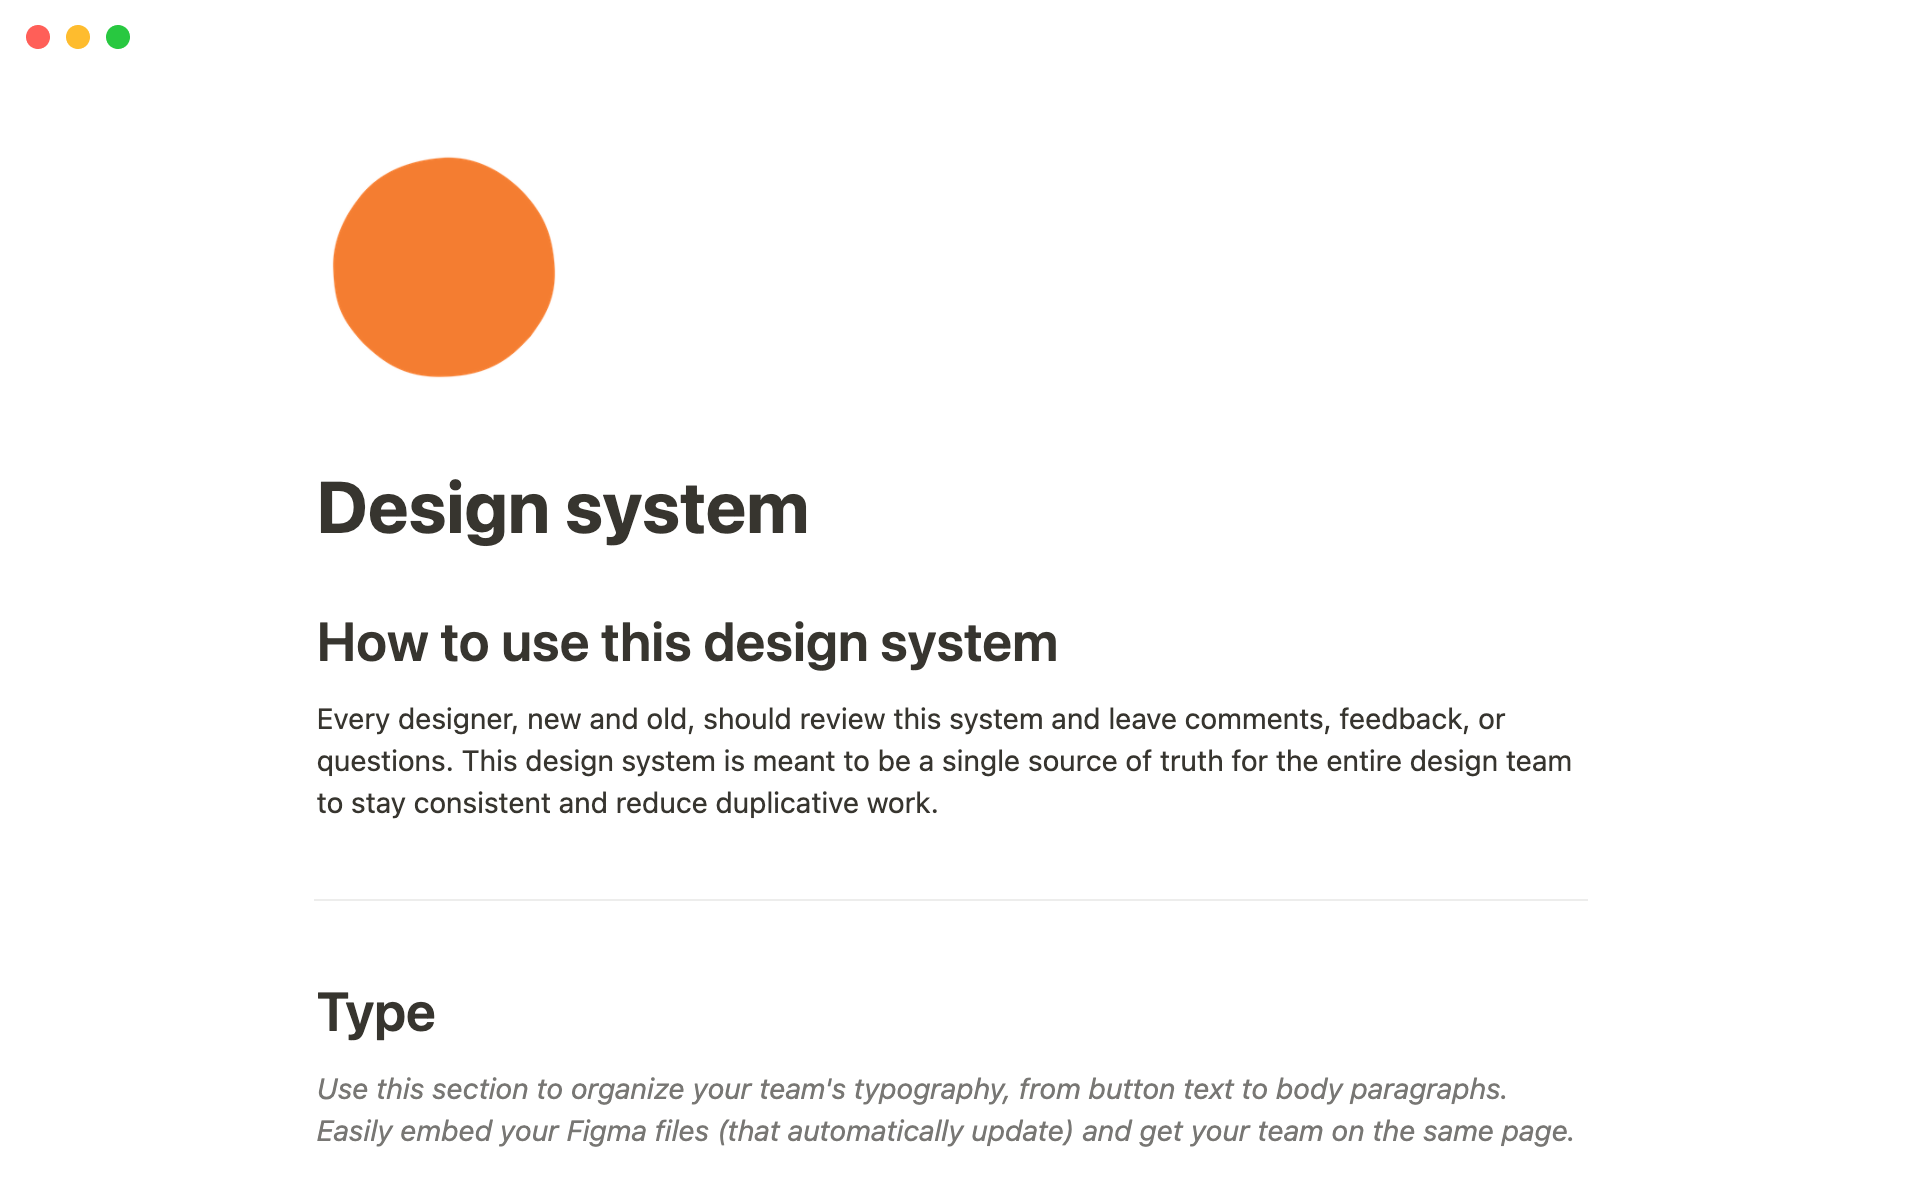 Design system
How to use this design system
Every designer, new and old, should review this system and leave comments, feedback, or
questions. This design system is meant to be a single source of truth for the entire design team
to stay consistent and reduce duplicative work.
Type
Use this section to organize your team's typography, from button text to body paragraphs.
Easily embed your Figma files (that automatically update) and get your team on the same page.